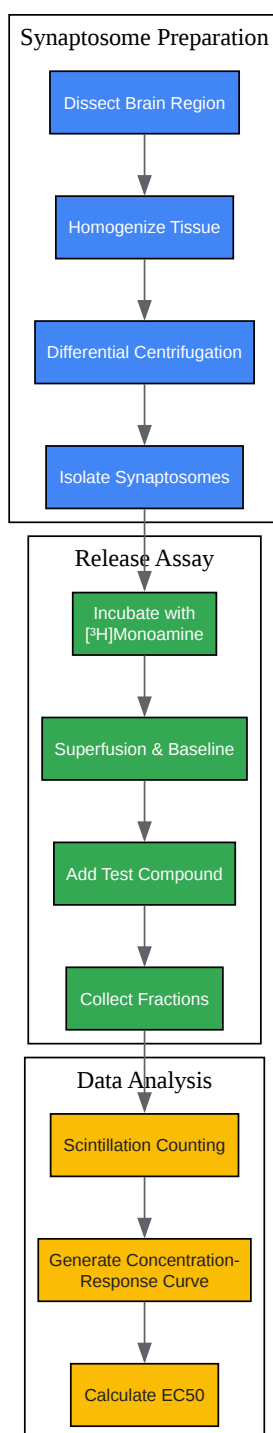 Synaptosome Preparation
Dissect Brain Region
Homogenize Tissue
Differential Centrifugation
Isolate Synaptosomes
Release Assay
Incubate with
[³H]Monoamine
Superfusion & Baseline
Add Test Compound
Collect Fractions
Data Analysis
Scintillation Counting
Generate Concentration-
Response Curve
Calculate EC50